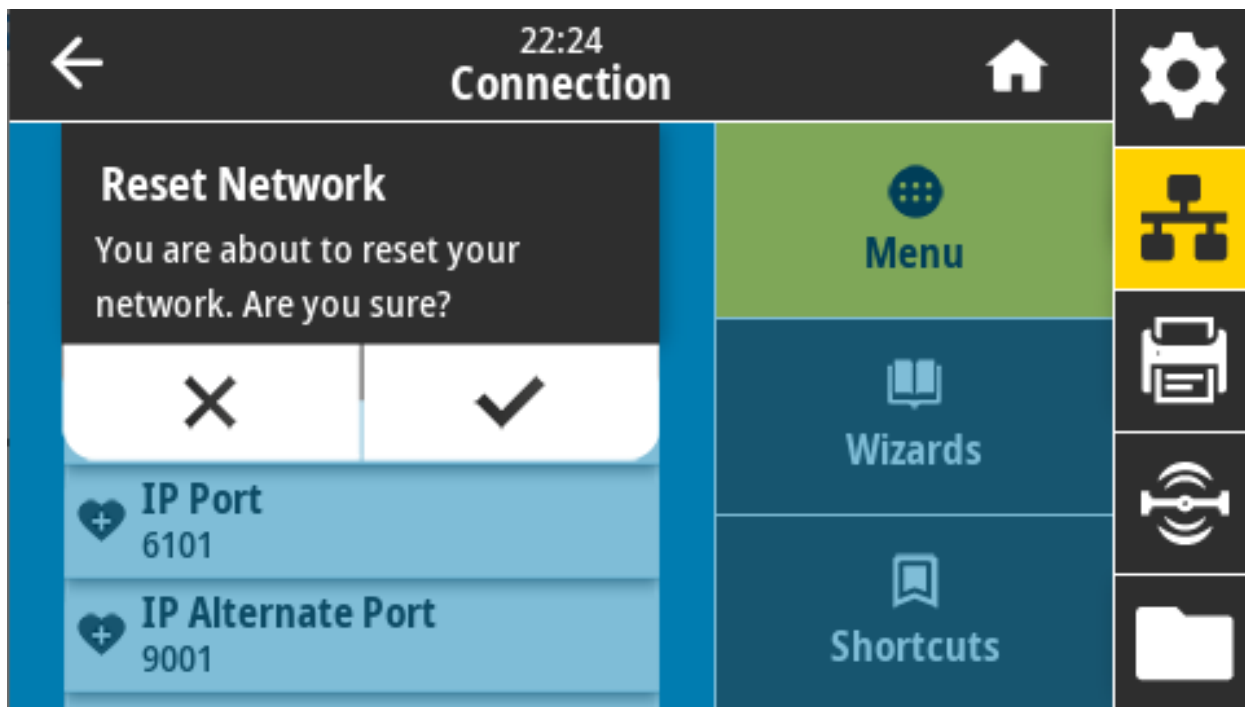 22:24
Connection
Reset Network
You are about to reset your
network. Are you sure?
IP Port
6101
IP Alternate Port
9001
Menu
Wizards
Shortcuts